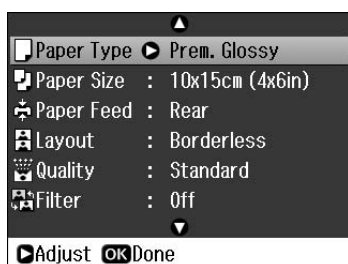 Paper Type Prem. Glossy
Paper Size : 10x15cm (4x6in)
Paper Feed : Rear
Layout : Borderless
Quality : Standard
Filter : Off
Adjust OK Done